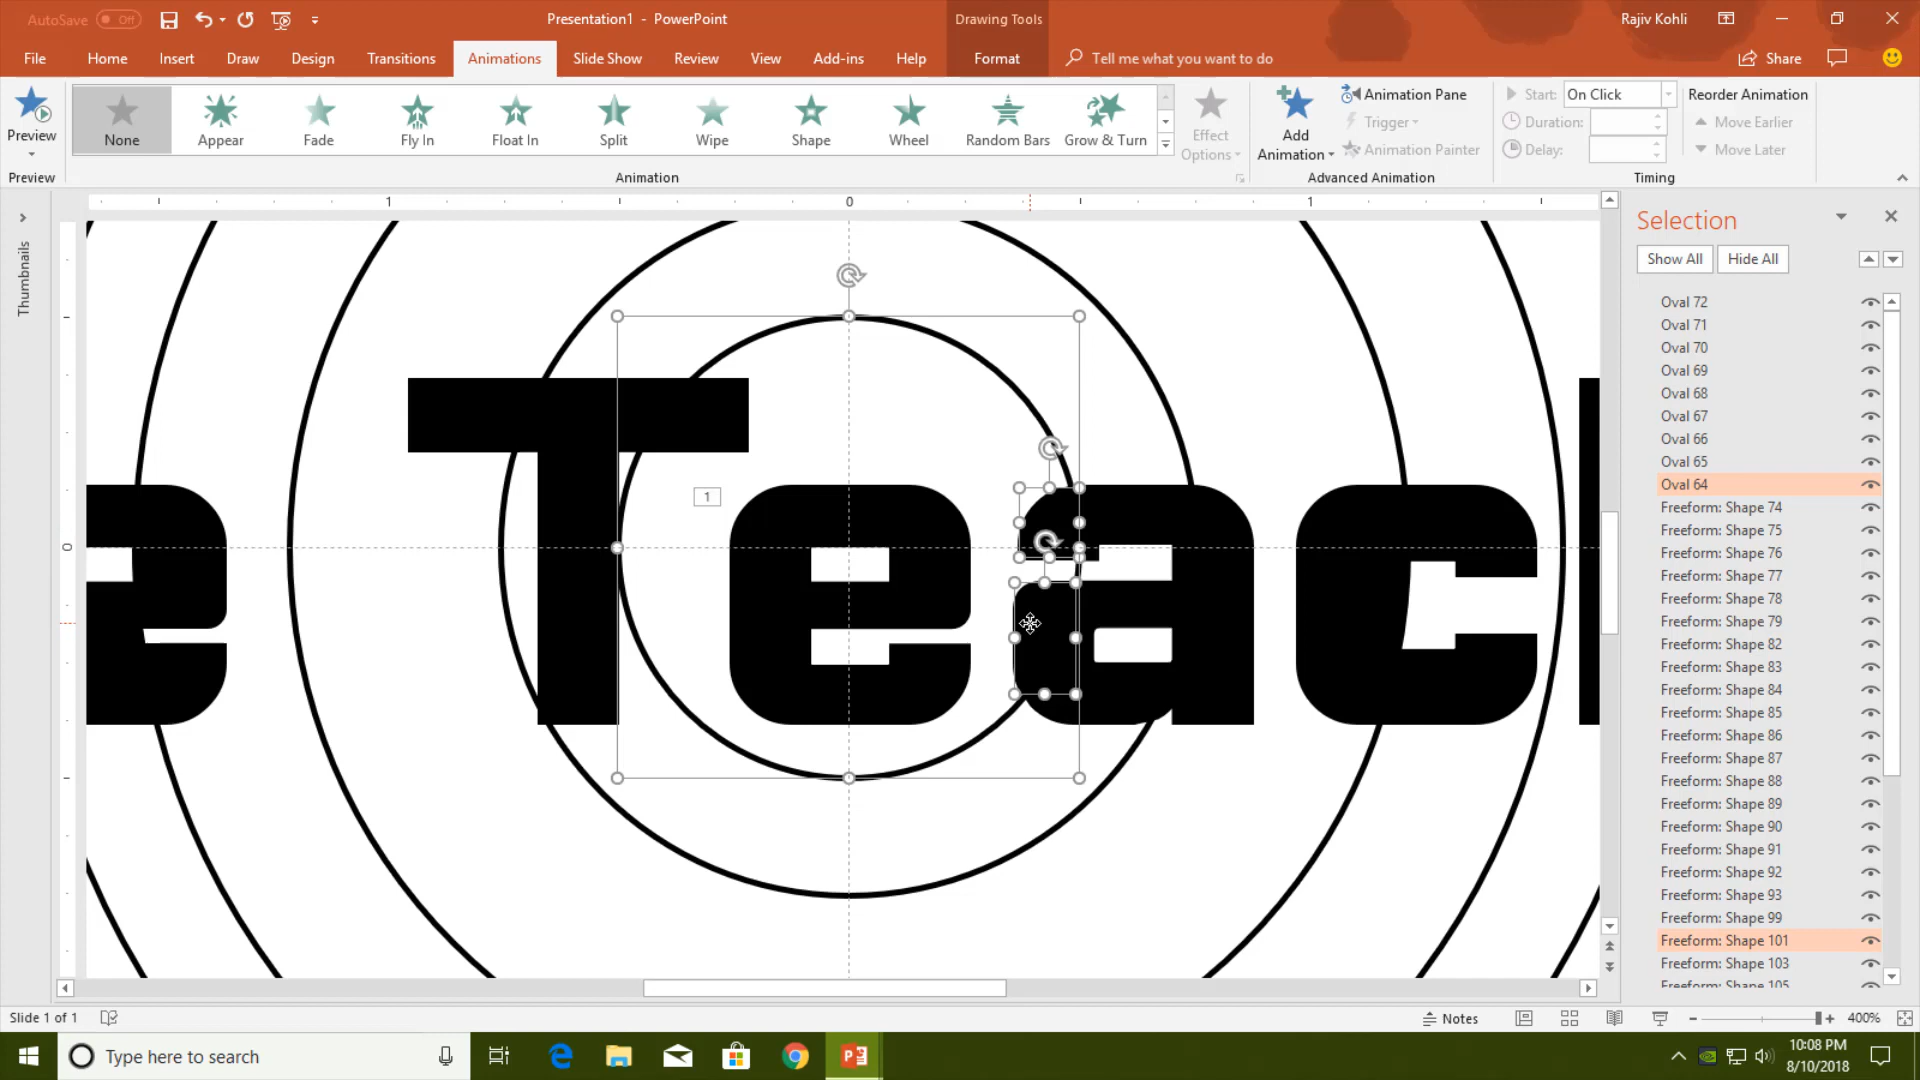 AutoSave Off
Presentation1 - PowerPoint
Drawing Tools
Rajiv Kohli
File Home Insert Draw Design Transitions Animations Slide Show Review View Add-ins Help Format Tell me what you want to do Share
Preview
None Appear Fade Fly In Float In Split Wipe Shape Wheel Random Bars Grow & Turn
Effect Options
Add Animation
Animation Pane
Trigger
Animation Painter
Start: On Click
Duration:
Delay:
Reorder Animation
Move Earlier
Move Later
Preview Animation Advanced Animation Timing
1 0 1
Thumbnails
0
1
e Teac
Selection
Show All Hide All
Oval 72
Oval 71
Oval 70
Oval 69
Oval 68
Oval 67
Oval 66
Oval 65
Oval 64
Freeform: Shape 74
Freeform: Shape 75
Freeform: Shape 76
Freeform: Shape 77
Freeform: Shape 78
Freeform: Shape 79
Freeform: Shape 82
Freeform: Shape 83
Freeform: Shape 84
Freeform: Shape 85
Freeform: Shape 86
Freeform: Shape 87
Freeform: Shape 88
Freeform: Shape 89
Freeform: Shape 90
Freeform: Shape 91
Freeform: Shape 92
Freeform: Shape 93
Freeform: Shape 99
Freeform: Shape 101
Freeform: Shape 103
Freeform: Shape 105
Slide 1 of 1
Notes
400%
Type here to search
10:08 PM
8/10/2018